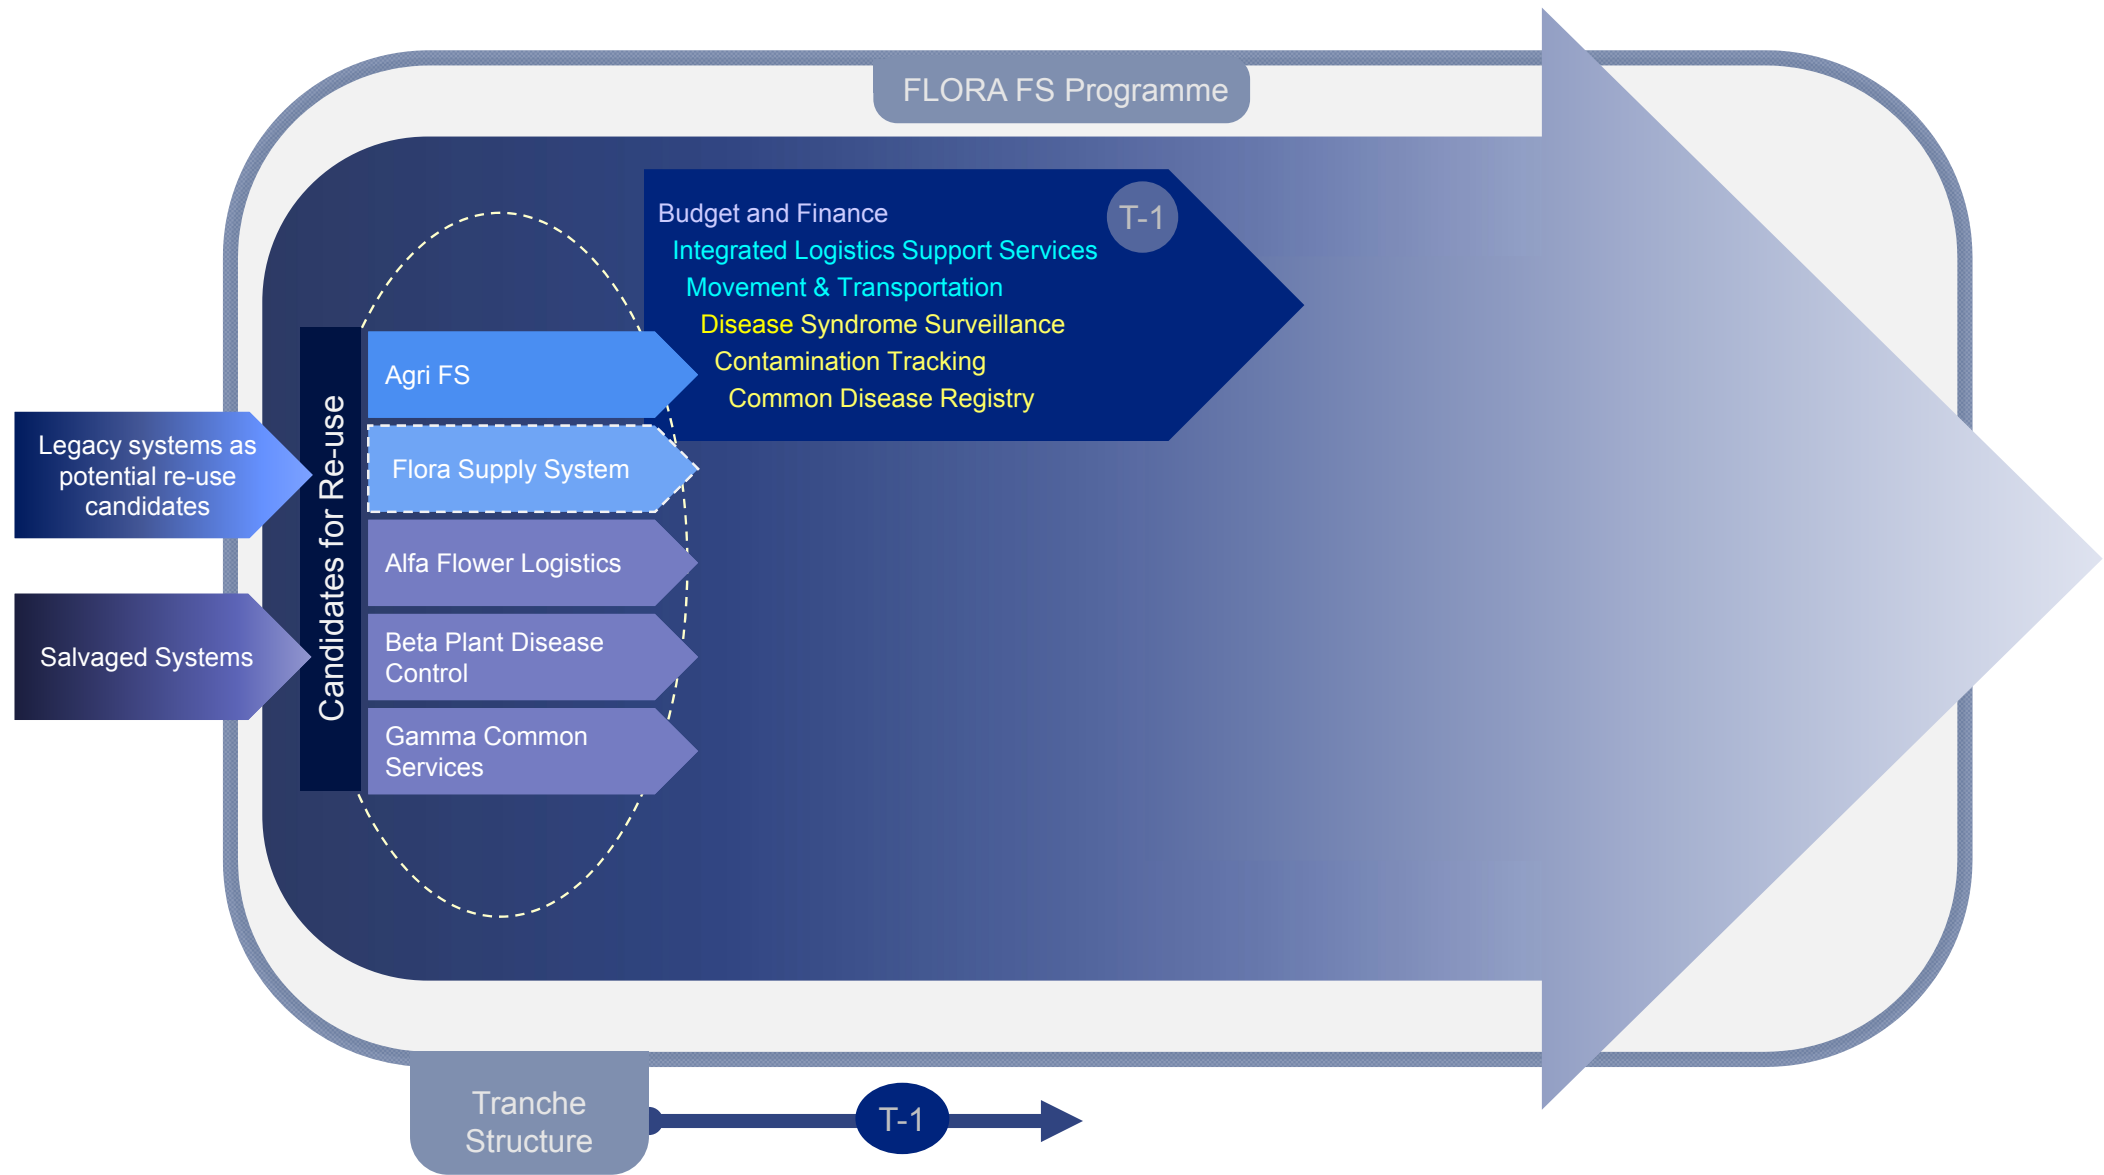 FLORA FS Programme
Budget and Finance
T-1
Integrated Logistics Support Services
Movement & Transportation
Disease Syndrome Surveillance
Contamination Tracking
Common Disease Registry
Legacy systems as
potential re-use
candidates
Salvaged Systems
Candidates for Re-use
Agri FS
Flora Supply System
Alfa Flower Logistics
Beta Plant Disease
Control
Gamma Common
Services
Tranche
Structure
T-1